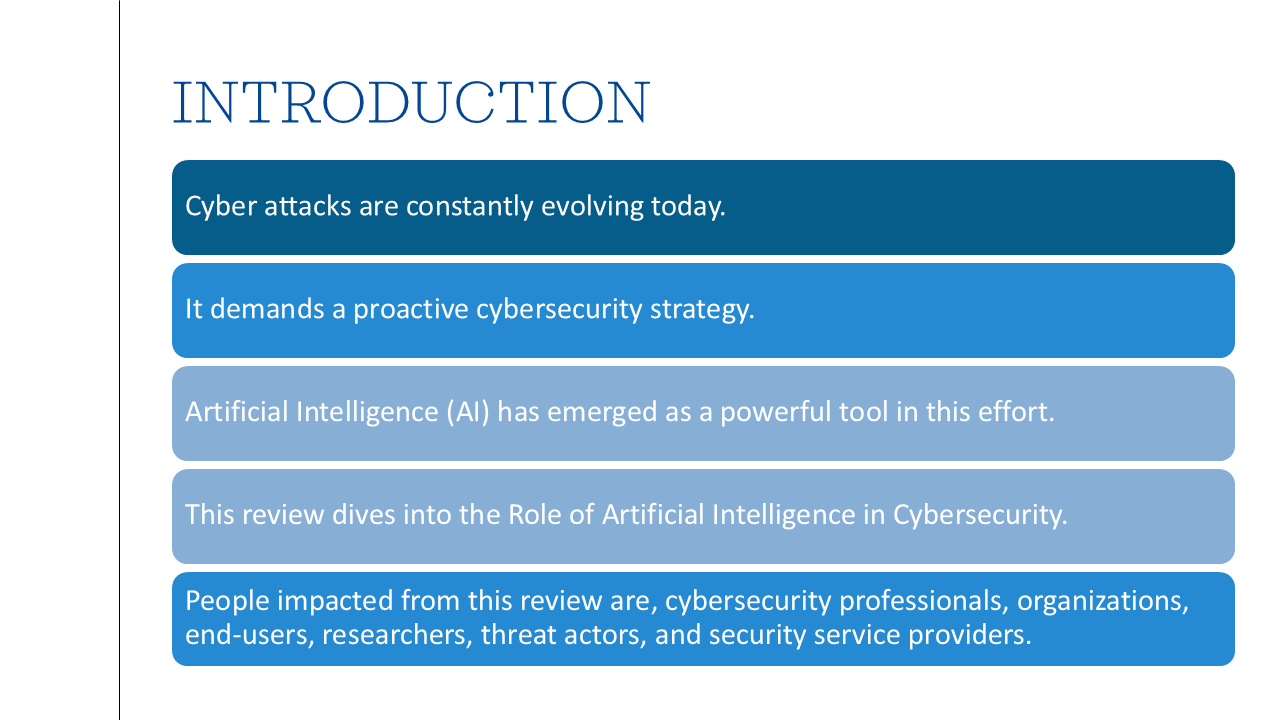 INTRODUCTION
Cyber attacks are constantly evolving today.
It demands a proactive cybersecurity strategy.
Artificial Intelligence (AI) has emerged as a powerful tool in this effort.
This review dives into the Role of Artificial Intelligence in Cybersecurity.
People impacted from this review are, cybersecurity professionals, organizations,
end-users, researchers, threat actors, and security service providers.